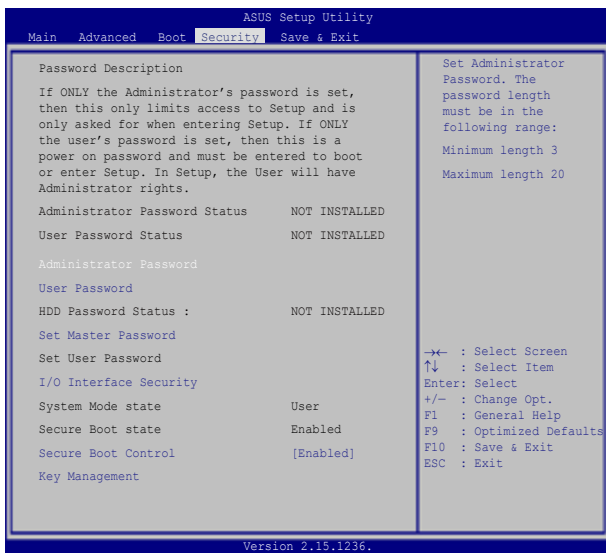 ASUS Setup Utility
Main Advanced Boot Security Save & Exit
Password Description
If ONLY the Administrator's password is set,
then this only limits access to Setup and is
only asked for when entering Setup. If ONLY
the user's password is set, then this is a
power on password and must be entered to boot
or enter Setup. In Setup, the User will have
Administrator rights.
Administrator Password Status NOT INSTALLED
User Password Status NOT INSTALLED
Administrator Password
User Password
HDD Password Status : NOT INSTALLED
Set Master Password
Set User Password
I/O Interface Security
System Mode state User
Secure Boot state Enabled
Secure Boot Control [Enabled]
Key Management
Set Administrator
Password. The
password length
must be in the
following range:
Minimum length 3
Maximum length 20
→← : Select Screen
↑↓ : Select Item
Enter: Select
+/— : Change Opt.
F1 : General Help
F9 : Optimized Defaults
F10 : Save & Exit
ESC : Exit
Version 2.15.1236.